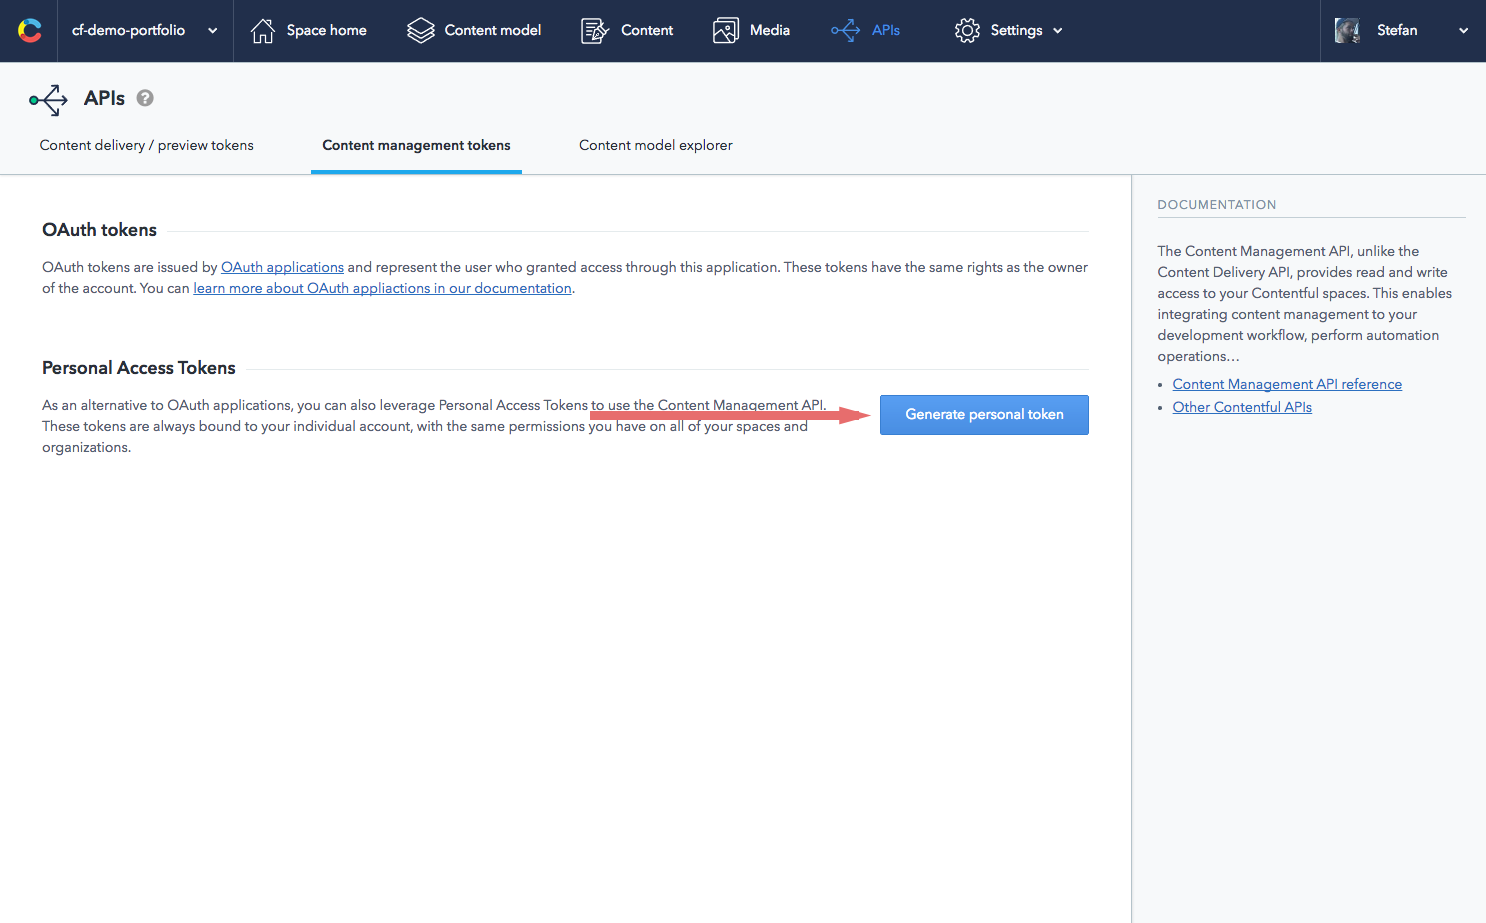 cf-demo-portfolio Space home Content model Content Media APIs Settings Stefan
APIs ?
Content delivery / preview tokens Content management tokens Content model explorer
OAuth tokens
OAuth tokens are issued by OAuth applications and represent the user who granted access through this application. These tokens have the same rights as the owner
of the account. You can learn more about OAuth appliactions in our documentation.
Personal Access Tokens
As an alternative to OAuth applications, you can also leverage Personal Access Tokens to use the Content Management API.
These tokens are always bound to your individual account, with the same permissions you have on all of your spaces and
organizations.
Generate personal token
DOCUMENTATION
The Content Management API, unlike the
Content Delivery API, provides read and write
access to your Contentful spaces. This enables
integrating content management to your
development workflow, perform automation
operations…
• Content Management API reference
• Other Contentful APIs